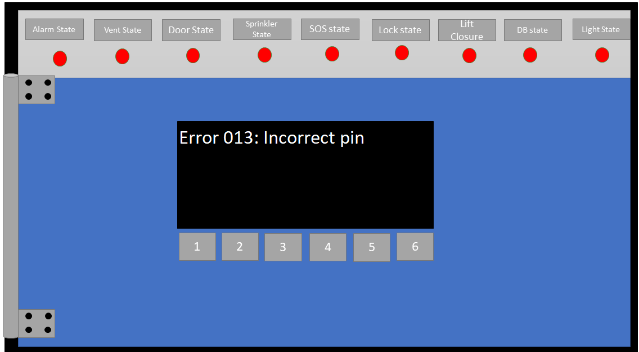 Alarm State
Vent State
Door State
Sprinkler
State
SOS state
Lock state
Lift
Closure
DB state
Light State
Error 013: Incorrect pin
1
2
3
4
5
6